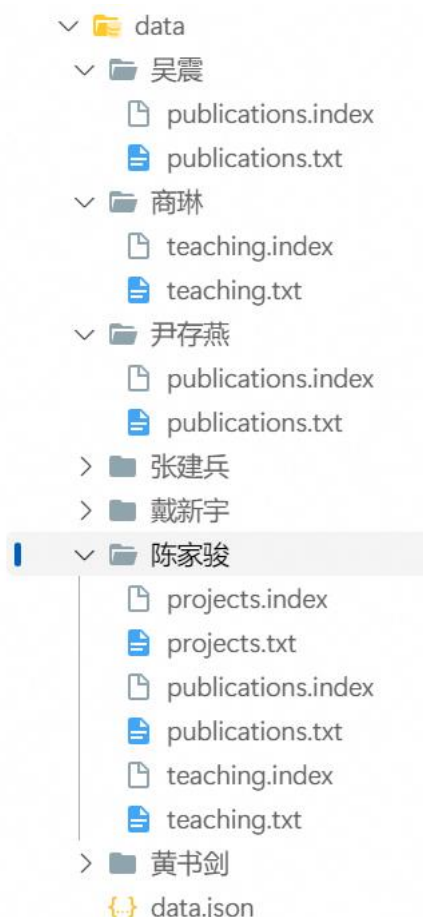 data
吴震
publications.index
publications.txt
商琳
teaching.index
teaching.txt
尹存燕
publications.index
publications.txt
张建兵
戴新宇
陈家骏
projects.index
projects.txt
publications.index
publications.txt
teaching.index
teaching.txt
黄书剑
{..} data.json